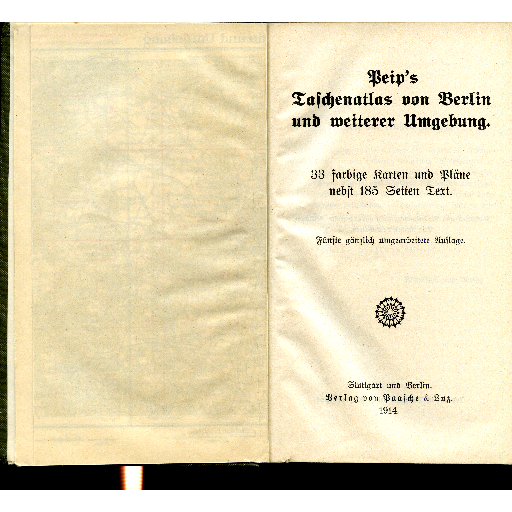 Peip's
Taschenatlas von Berlin
und weiterer Umgebung.
33 farbige Karten und Pläne
nebst 185 Seiten Text.
Fünfte gänzlich umgearbeitete Auflage.
Stuttgart und Berlin.
Verlag von Paasche & Luz.
1914